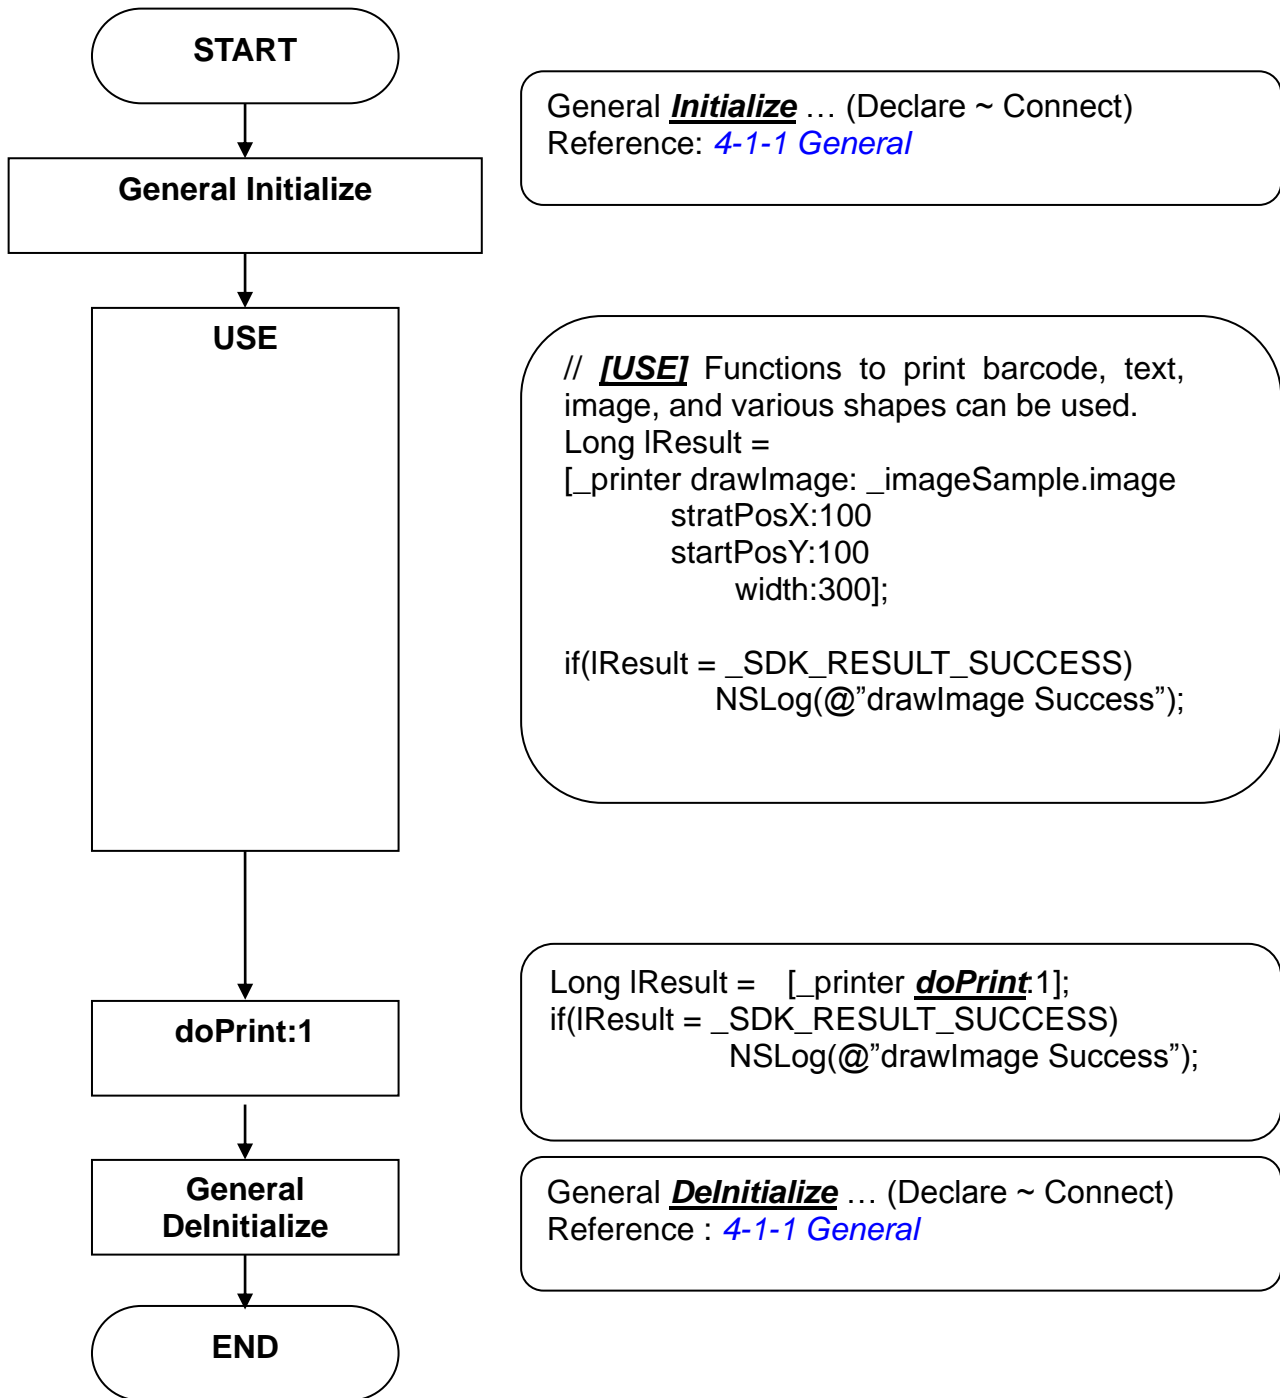 START
General Initialize … (Declare ~ Connect)
Reference: 4-1-1 General
General Initialize
USE
// [USE] Functions to print barcode, text,
image, and various shapes can be used.
Long lResult =
[_printer drawImage: _imageSample.image
stratPosX:100
startPosY:100
width:300];
if(lResult = _SDK_RESULT_SUCCESS)
NSLog(@”drawImage Success”);
doPrint:1
Long lResult = [_printer doPrint:1];
if(lResult = _SDK_RESULT_SUCCESS)
NSLog(@”drawImage Success”);
General
DeInitialize
General DeInitialize … (Declare ~ Connect)
Reference : 4-1-1 General
END